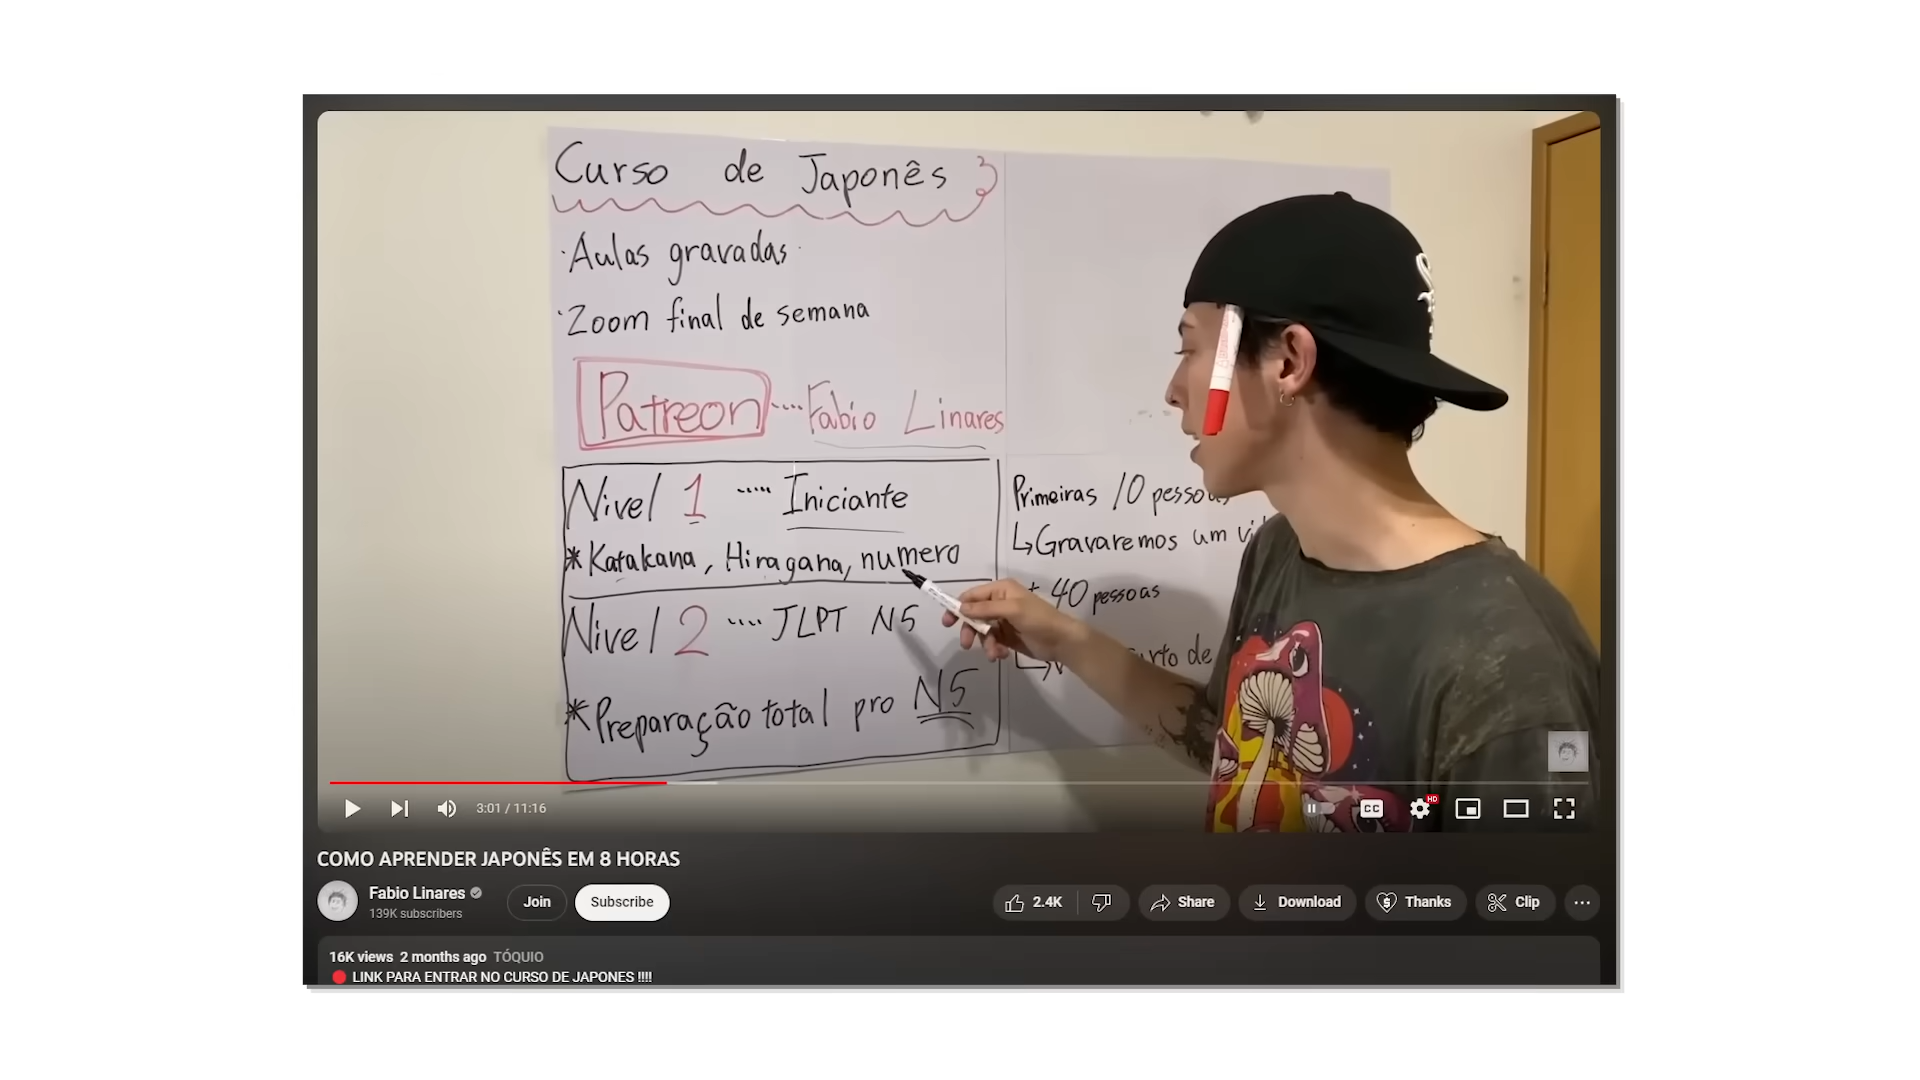 Curso de Japonês
· Aulas gravadas
· Zoom final de semana
Patreon ···· Fabio Linares
Nivel 1 ····· Iniciante
* Katakana, Hiragana, numero
Nivel 2 ···· JLPT N5
* Preparação total pro N5
Primeiras 10
↳ Gravaremos um
40 pessoas
de
3:01 / 11:16
CC
HD
COMO APRENDER JAPONÊS EM 8 HORAS
Fabio Linares
139K subscribers
Join
Subscribe
2.4K
Share
Download
Thanks
Clip
16K views 2 months ago TÓQUIO
LINK PARA ENTRAR NO CURSO DE JAPONES !!!!